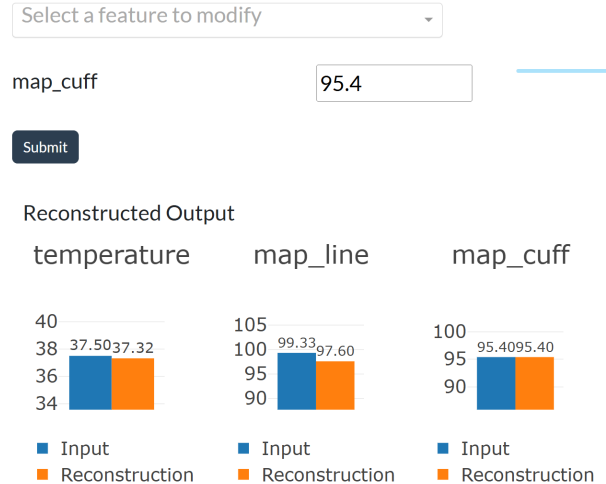 Select a feature to modify
map_cuff 95.4
Submit
Reconstructed Output
temperature map_line map_cuff
40
38
36
34
37.50 37.32
Input
Reconstruction
105
100
95
90
99.33 97.60
Input
Reconstruction
100
95
90
95.40 95.40
Input
Reconstruction